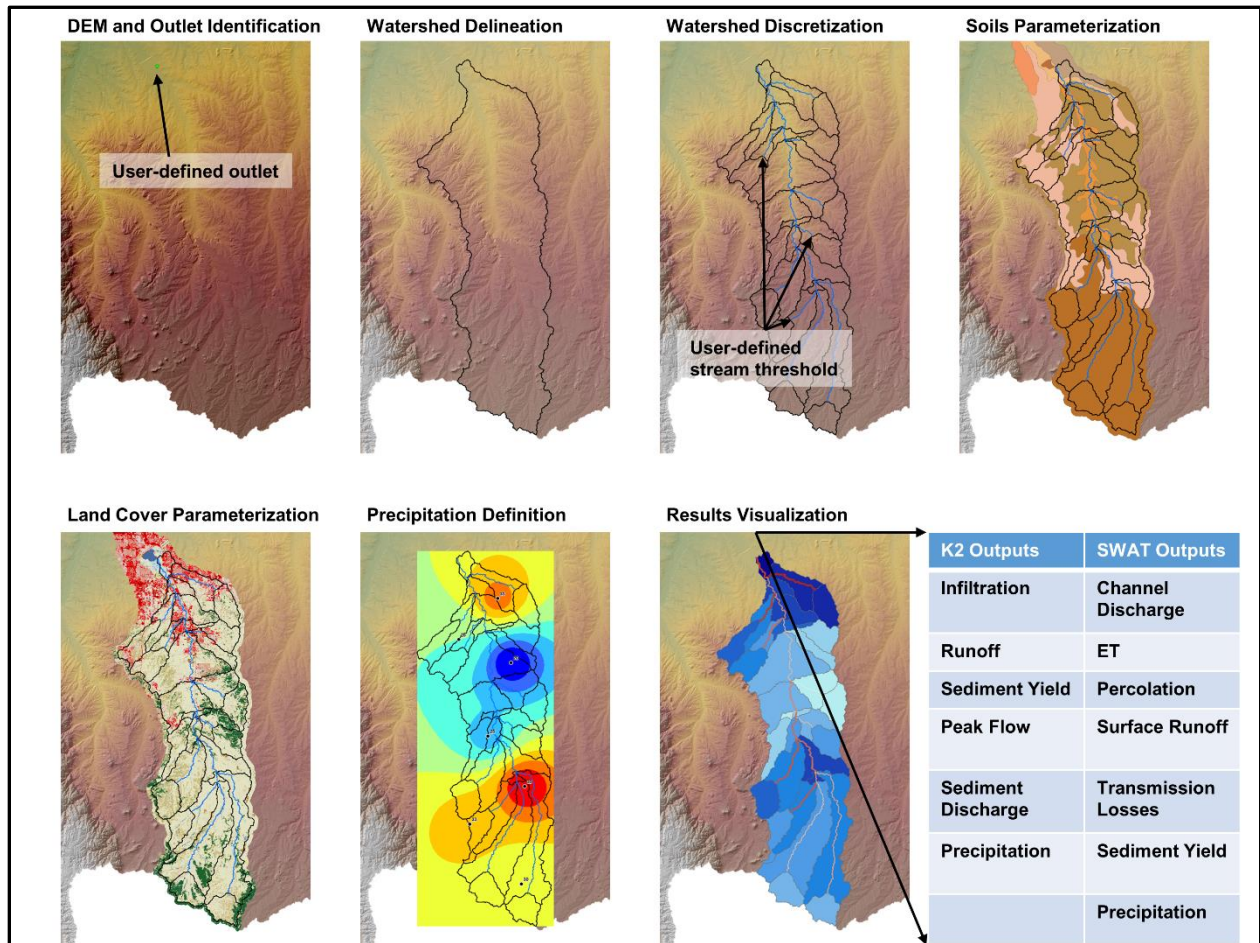 DEM and Outlet Identification
Watershed Delineation
Watershed Discretization
Soils Parameterization
User-defined outlet
User-defined
stream threshold
Land Cover Parameterization
Precipitation Definition
Results Visualization
K2 Outputs
SWAT Outputs
Infiltration
Channel
Discharge
Runoff
ET
Sediment Yield
Percolation
Peak Flow
Surface Runoff
Sediment
Discharge
Transmission
Losses
Precipitation
Sediment Yield
Precipitation